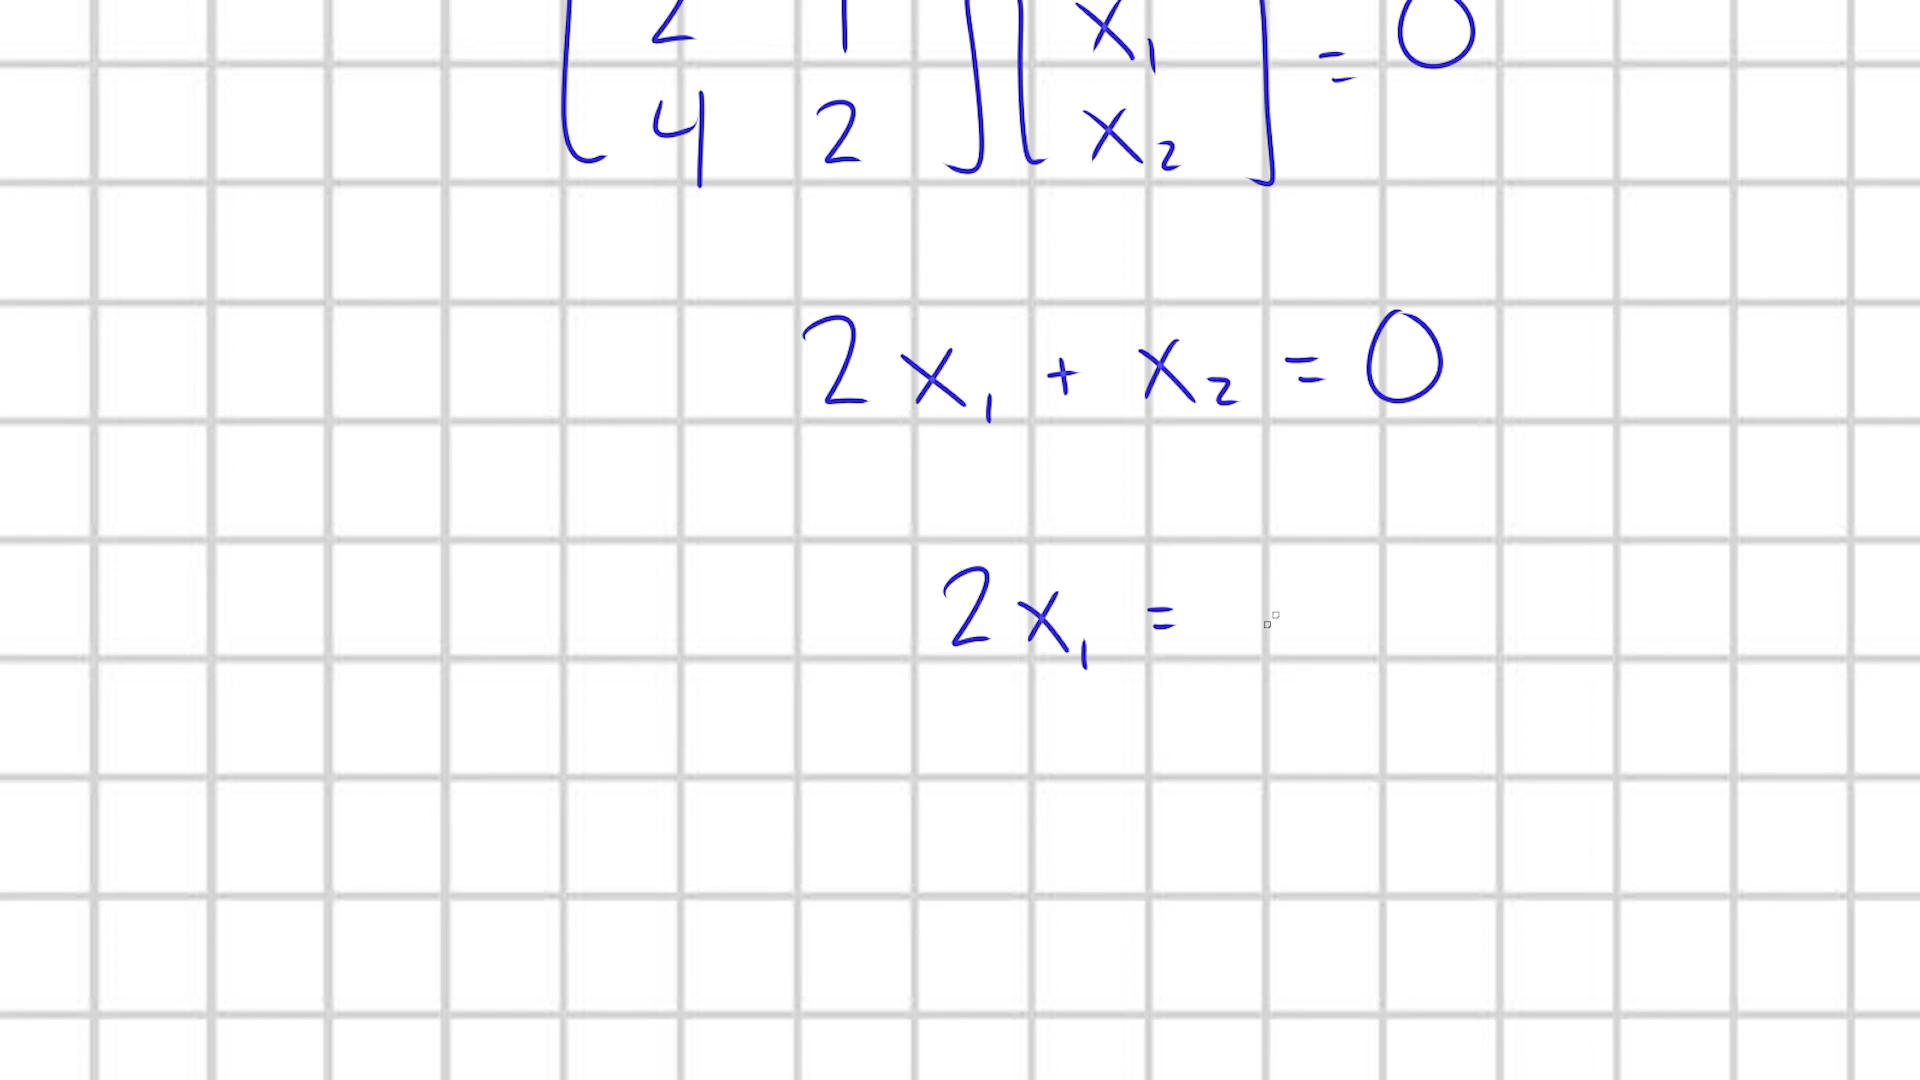 [2 1][x₁] = 0
[4 2][x₂]
2x₁ + x₂ = 0
2x₁ =